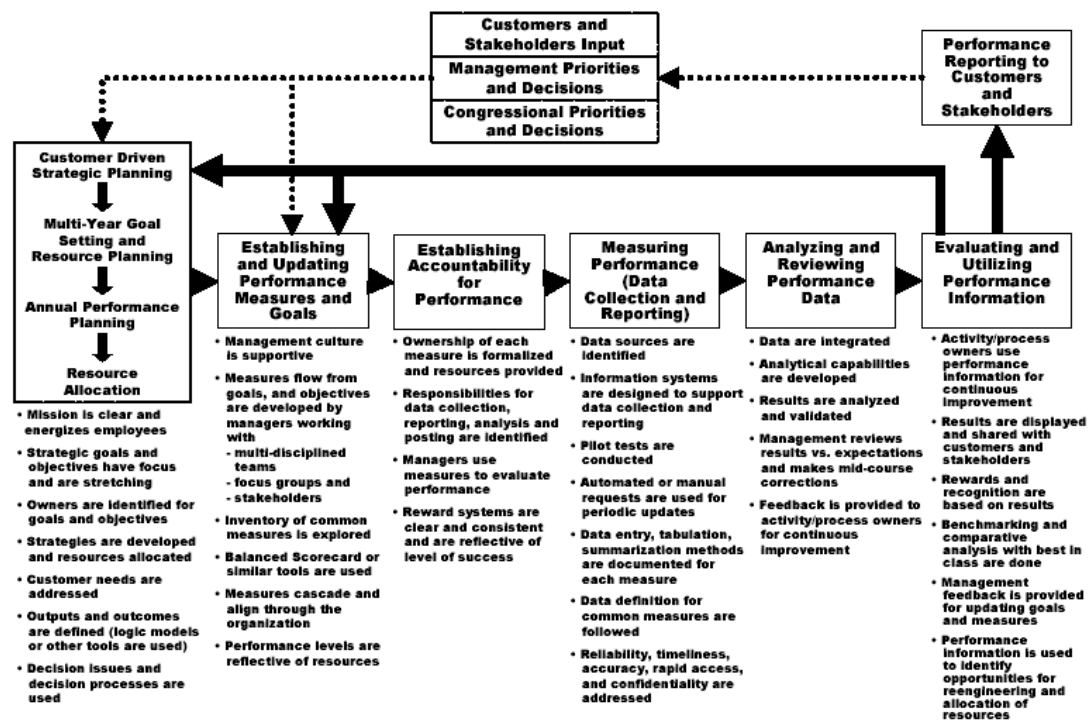 Customers and
Stakeholders Input
Management Priorities
and Decisions
Congressional Priorities
and Decisions
Performance
Reporting to
Customers
and
Stakeholders
Customer Driven
Strategic Planning
Multi-Year Goal
Setting and
Resource Planning
Annual Performance
Planning
Resource
Allocation
• Mission is clear and
energizes employees
• Strategic goals and
objectives have focus
and are stretching
• Owners are identified for
goals and objectives
• Strategies are developed
and resources allocated
• Customer needs are
addressed
• Outputs and outcomes
are defined (logic models
or other tools are used)
• Decision issues and
decision processes are
used
Establishing
and Updating
Performance
Measures and
Goals
• Management culture
is supportive
• Measures flow from
goals, and objectives
are developed by
managers working
with
- multi-disciplined
teams
- focus groups and
- stakeholders
• Inventory of common
measures is explored
• Balanced Scorecard or
similar tools are used
• Measures cascade and
align through the
organization
• Performance levels are
reflective of resources
Establishing
Accountability
for
Performance
• Ownership of each
measure is formalized
and resources provided
• Responsibilities for
data collection,
reporting, analysis and
posting are identified
• Managers use
measures to evaluate
performance
• Reward systems are
clear and consistent
and are reflective of
level of success
Measuring
Performance
(Data
Collection and
Reporting)
• Data sources are
identified
• Information systems
are designed to support
data collection and
reporting
• Pilot tests are
conducted
• Automated or manual
requests are used for
periodic updates
• Data entry, tabulation,
summarization methods
are documented for
each measure
• Data definition for
common measures are
followed
• Reliability, timeliness,
accuracy, rapid access,
and confidentiality are
addressed
Analyzing and
Reviewing
Performance
Data
• Data are integrated
• Analytical capabilities
are developed
• Results are analyzed
and validated
• Management reviews
results vs. expectations
and makes mid-course
corrections
• Feedback is provided to
activity/process owners
for continuous
improvement
Evaluating and
Utilizing
Performance
Information
• Activity/process
owners use
performance
information for
continuous
improvement
• Results are displayed
and shared with
customers and
stakeholders
• Rewards and
recognition are
based on results
• Benchmarking and
comparative
analysis with best in
class are done
• Management
feedback is provided
for updating goals
and measures
• Performance
information is used
to identify
opportunities for
reengineering and
allocation of
resources